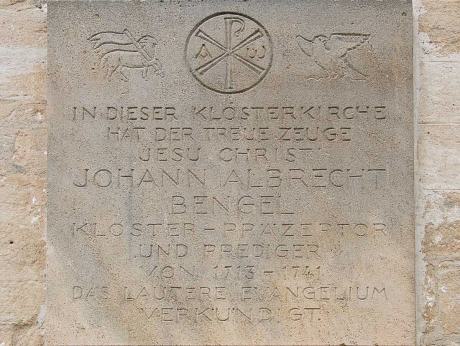 A ω
IN DIESER KLOSTERKIRCHE
HAT DER TREUE ZEUGE
JESU CHRISTI
JOHANN ALBRECHT
BENGEL
KLOSTER-PRÄZEPTOR
UND PREDIGER
VON 1713-1741
DAS LAUTERE EVANGELIUM
VERKÜNDIGT.